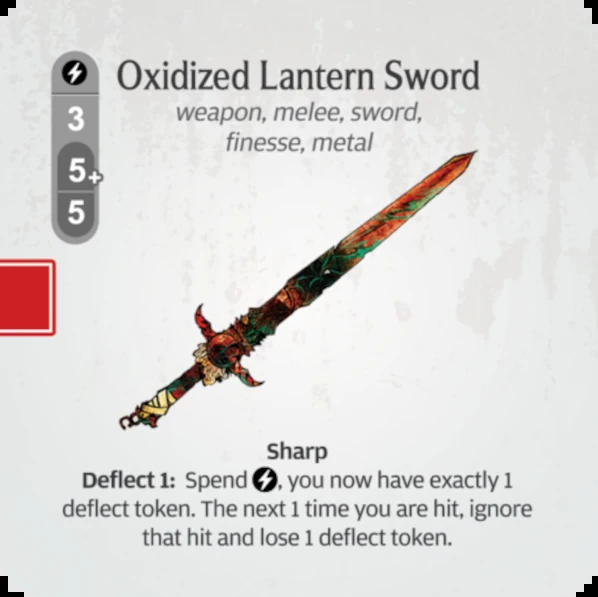 Oxidized Lantern Sword
weapon, melee, sword,
finesse, metal
3
5+
5
Sharp
Deflect 1: Spend , you now have exactly 1
deflect token. The next 1 time you are hit, ignore
that hit and lose 1 deflect token.